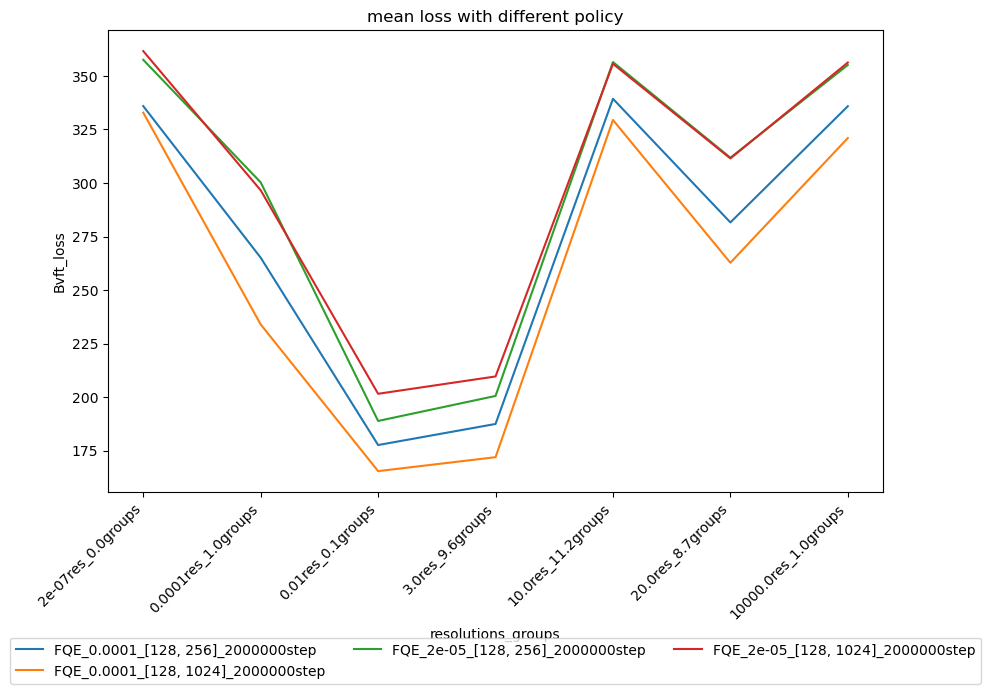 mean loss with different policy
Bvft_loss
350
325
300
275
250
225
200
175
2e-07res_0.0groups
0.0001res_1.0groups
0.01res_0.1groups
3.0res_9.6groups
10.0res_11.2groups
20.0res_8.7groups
10000.0res_1.0groups
resolutions_groups
FQE_0.0001_[128, 256]_2000000step
FQE_0.0001_[128, 1024]_2000000step
FQE_2e-05_[128, 256]_2000000step
FQE_2e-05_[128, 1024]_2000000step